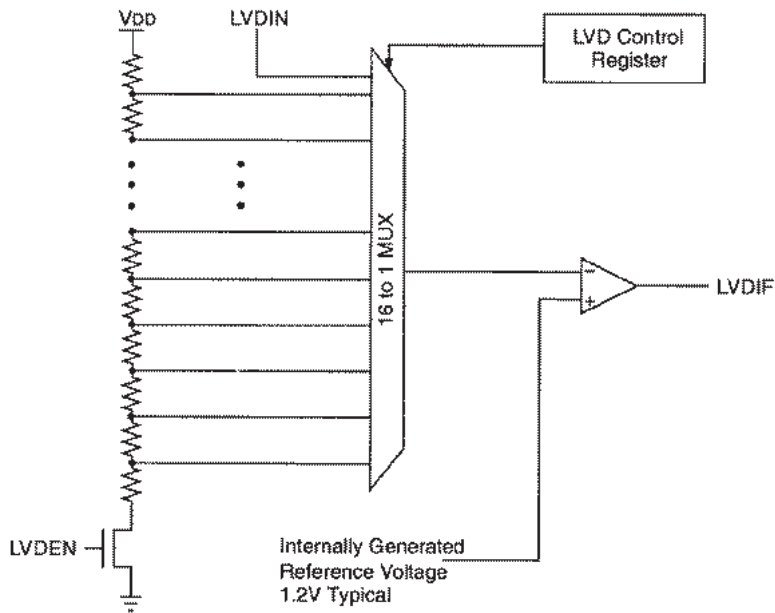 VDD
LVDIN
LVD Control
Register
16 to 1 MUX
−
+
LVDIF
LVDEN
Internally Generated
Reference Voltage
1.2V Typical